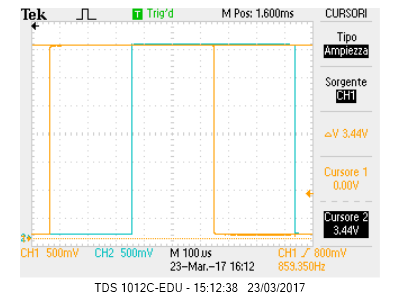 Tek T Trig'd M Pos: 1.600ms CURSORI
Tipo
Ampiezza
Sorgente
CH1
△V 3.44V
Cursore 1
0.00V
Cursore 2
3.44V
2
CH1 500mV CH2 500mV M 100us CH1 800mV
23-Mar.-17 16:12 859.350Hz
TDS 1012C-EDU - 15:12:38 23/03/2017